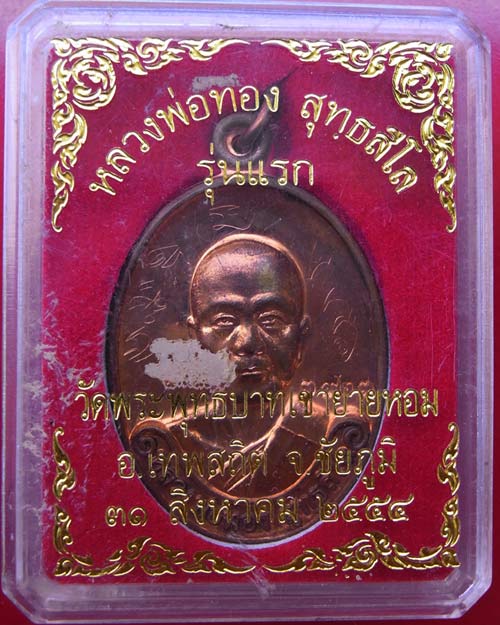 หลวงพ่อทอง สุทฺธสีโล
รุ่นแรก
วัดพระพุทธบาทเขายายหอม
อ.เทพสถิต จ.ชัยภูมิ
๓๑ สิงหาคม ๒๕๕๔